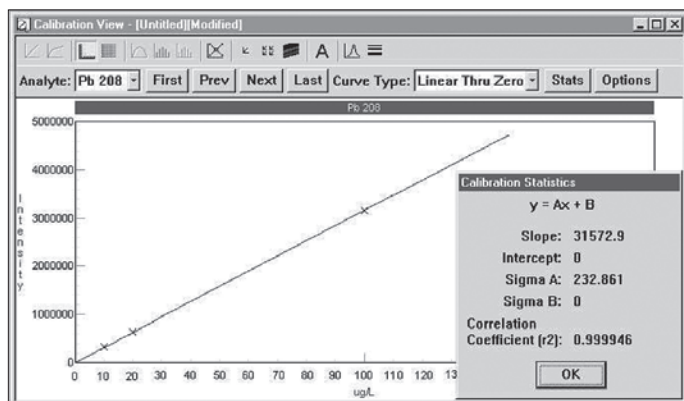 Calibration View - [Untitled][Modified]
A
Analyte: Pb 208 First Prev Next Last Curve Type: Linear Thru Zero Stats Options
Pb 208
5000000
4000000
3000000
2000000
1000000
0
Intensity
0 10 20 30 40 50 60 70 80 90 100 110 120
ug/L
Calibration Statistics
y = Ax + B
Slope: 31572.9
Intercept: 0
Sigma A: 232.861
Sigma B: 0
Correlation
Coefficient (r2): 0.999946
OK